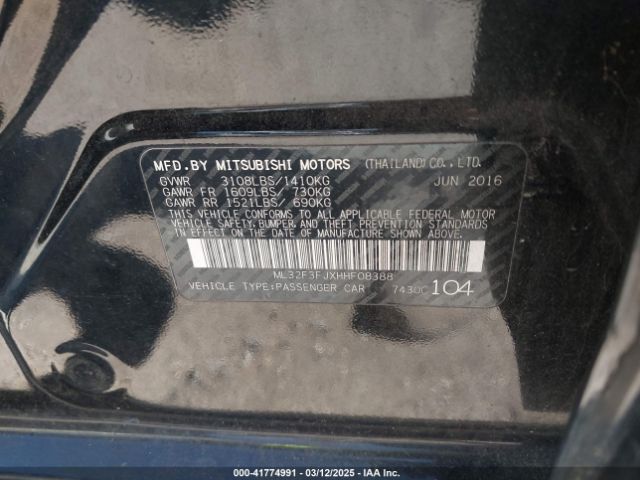 MFD.BY MITSUBISHI MOTORS (THAILAND)CO.,LTD.
GVWR 3108LBS/1410KG JUN 2016
GAWR FR 1609LBS/ 730KG
GAWR RR 1521LBS/ 690KG
THIS VEHICLE CONFORMS TO ALL APPLICABLE FEDERAL MOTOR
VEHICLE SAFETY,BUMPER,AND THEFT PREVENTION STANDARDS
IN EFFECT ON THE DATE OF MANUFACTURE SHOWN ABOVE.
ML32F3FJXHHF08388
VEHICLE TYPE:PASSENGER CAR 7430C 104
000-41774991 - 03/12/2025 - IAA Inc.